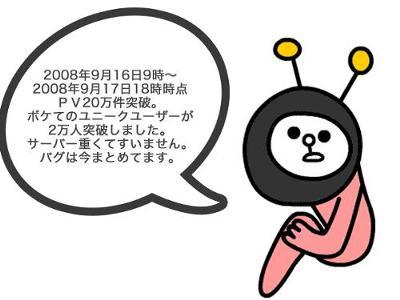 2008年9月16日9時〜
2008年9月17日18時時点
PV20万件突破。
ボケてのユニークユーザーが
2万人突破しました。
サーバー重くてすいません。
バグは今まとめてます。